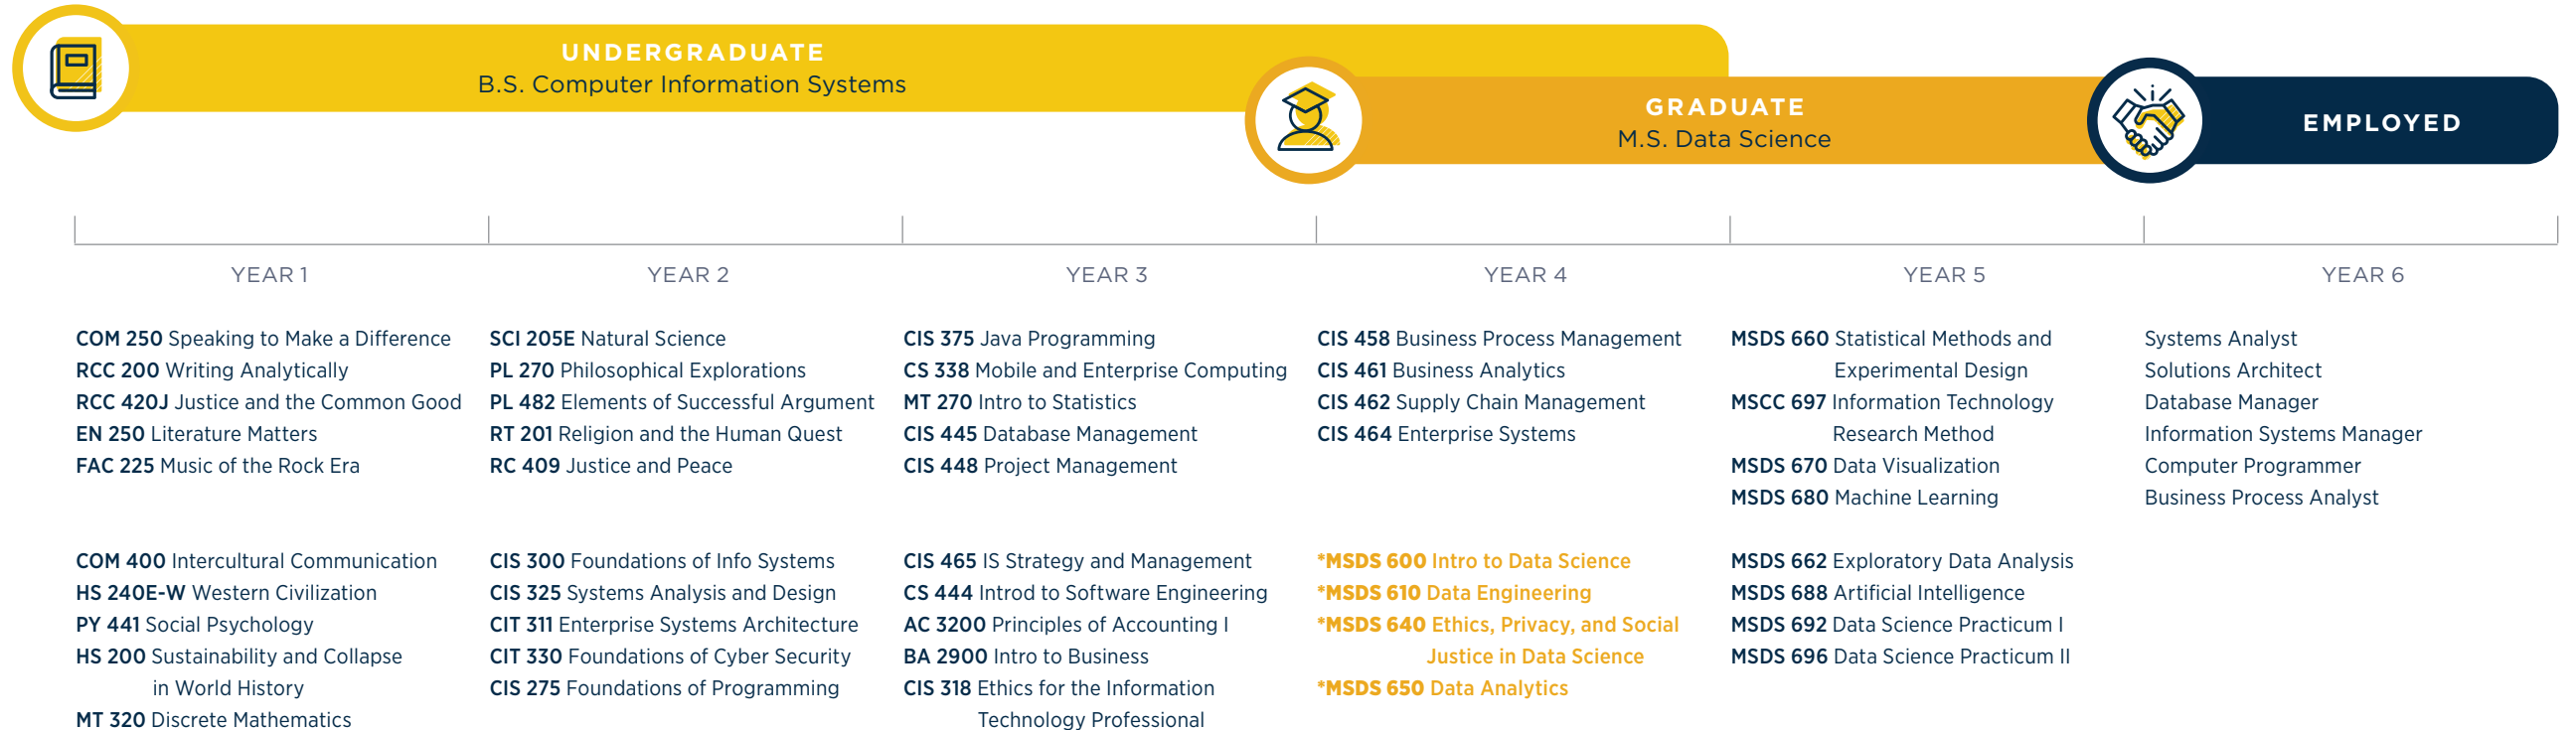 UNDERGRADUATE
B.S. Computer Information Systems
GRADUATE
M.S. Data Science
EMPLOYED
YEAR 1
YEAR 2
YEAR 3
YEAR 4
YEAR 5
YEAR 6
COM 250 Speaking to Make a Difference
RCC 200 Writing Analytically
RCC 420J Justice and the Common Good
EN 250 Literature Matters
FAC 225 Music of the Rock Era
COM 400 Intercultural Communication
HS 240E-W Western Civilization
PY 441 Social Psychology
HS 200 Sustainability and Collapse
in World History
MT 320 Discrete Mathematics
SCI 205E Natural Science
PL 270 Philosophical Explorations
PL 482 Elements of Successful Argument
RT 201 Religion and the Human Quest
RC 409 Justice and Peace
CIS 300 Foundations of Info Systems
CIS 325 Systems Analysis and Design
CIT 311 Enterprise Systems Architecture
CIT 330 Foundations of Cyber Security
CIS 275 Foundations of Programming
CIS 375 Java Programming
CS 338 Mobile and Enterprise Computing
MT 270 Intro to Statistics
CIS 445 Database Management
CIS 448 Project Management
CIS 465 IS Strategy and Management
CS 444 Introd to Software Engineering
AC 3200 Principles of Accounting I
BA 2900 Intro to Business
CIS 318 Ethics for the Information
Technology Professional
CIS 458 Business Process Management
CIS 461 Business Analytics
CIS 462 Supply Chain Management
CIS 464 Enterprise Systems
*MSDS 600 Intro to Data Science
*MSDS 610 Data Engineering
*MSDS 640 Ethics, Privacy, and Social
Justice in Data Science
*MSDS 650 Data Analytics
MSDS 660 Statistical Methods and
Experimental Design
MSCC 697 Information Technology
Research Method
MSDS 670 Data Visualization
MSDS 680 Machine Learning
MSDS 662 Exploratory Data Analysis
MSDS 688 Artificial Intelligence
MSDS 692 Data Science Practicum I
MSDS 696 Data Science Practicum II
Systems Analyst
Solutions Architect
Database Manager
Information Systems Manager
Computer Programmer
Business Process Analyst